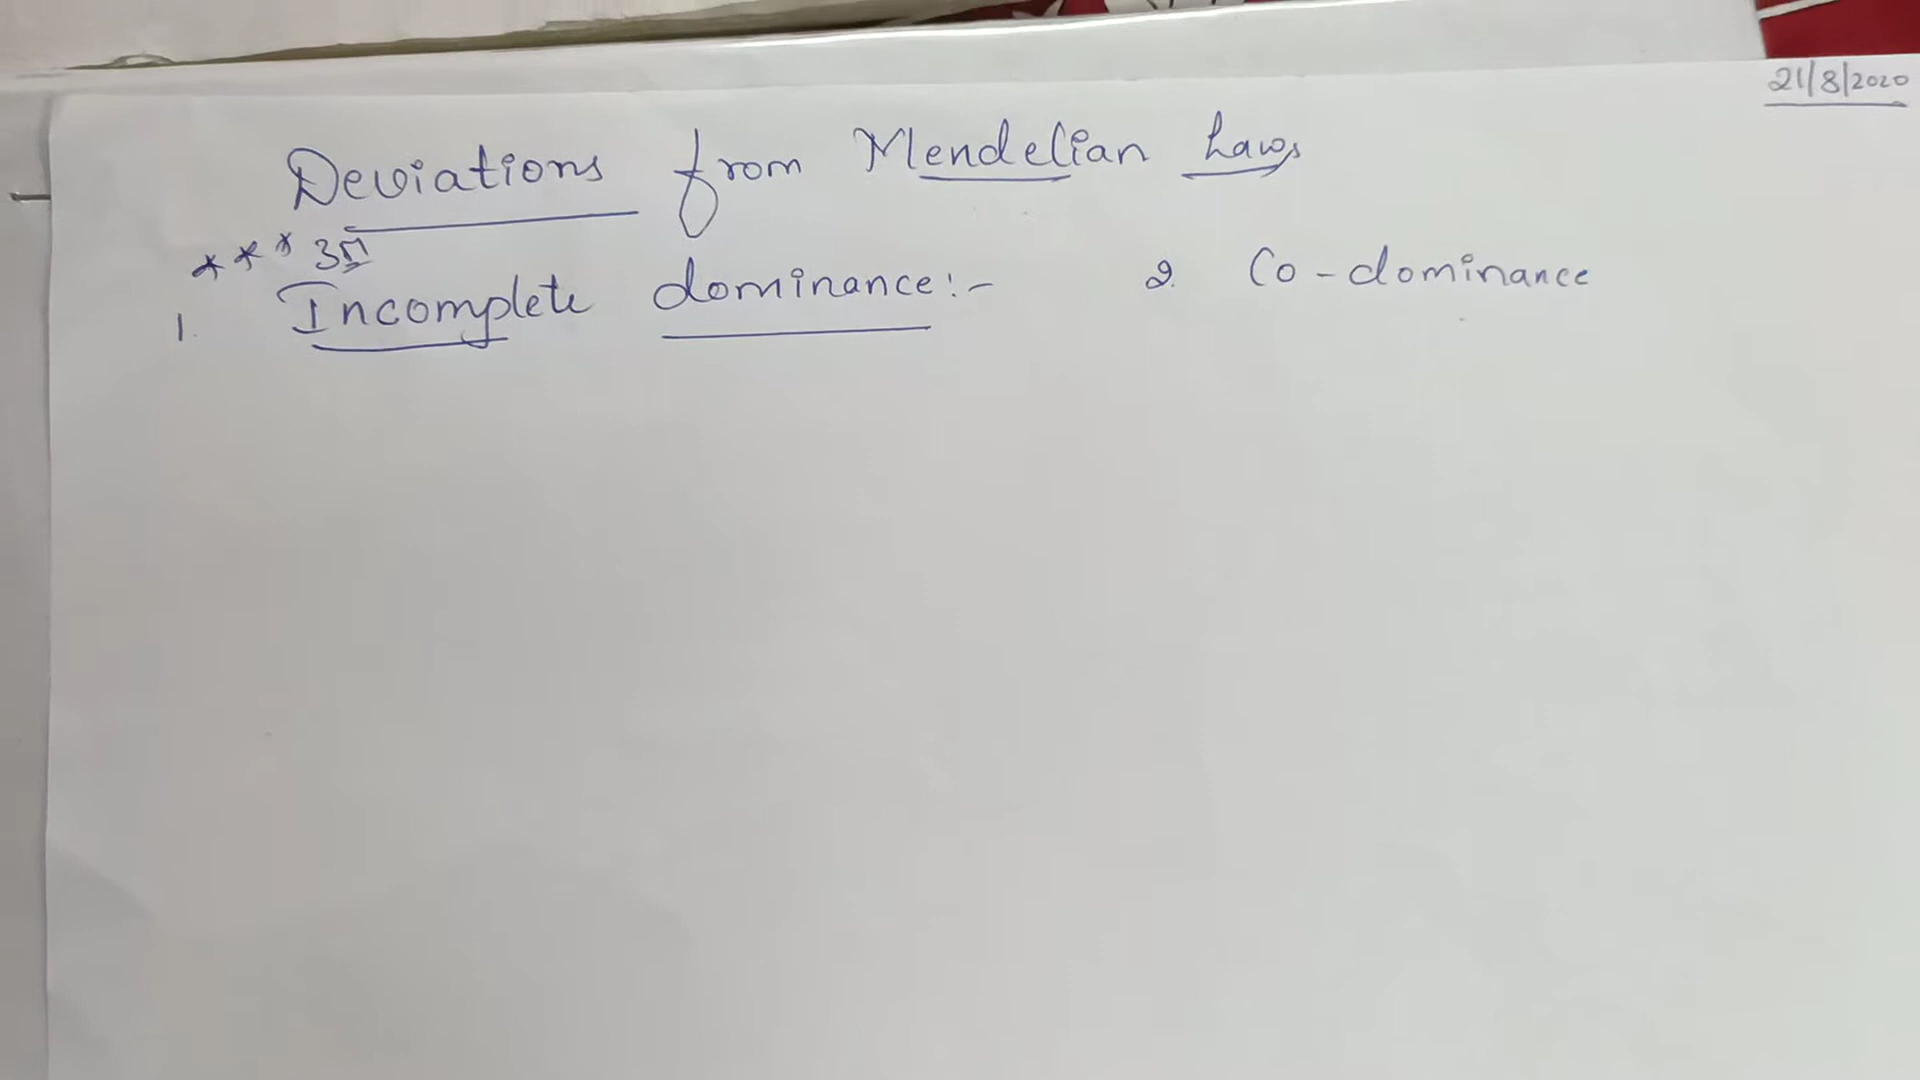 21/8/2020
Deviations from Mendelian Laws
*** 3M
1. Incomplete dominance:- 2. Co-dominance